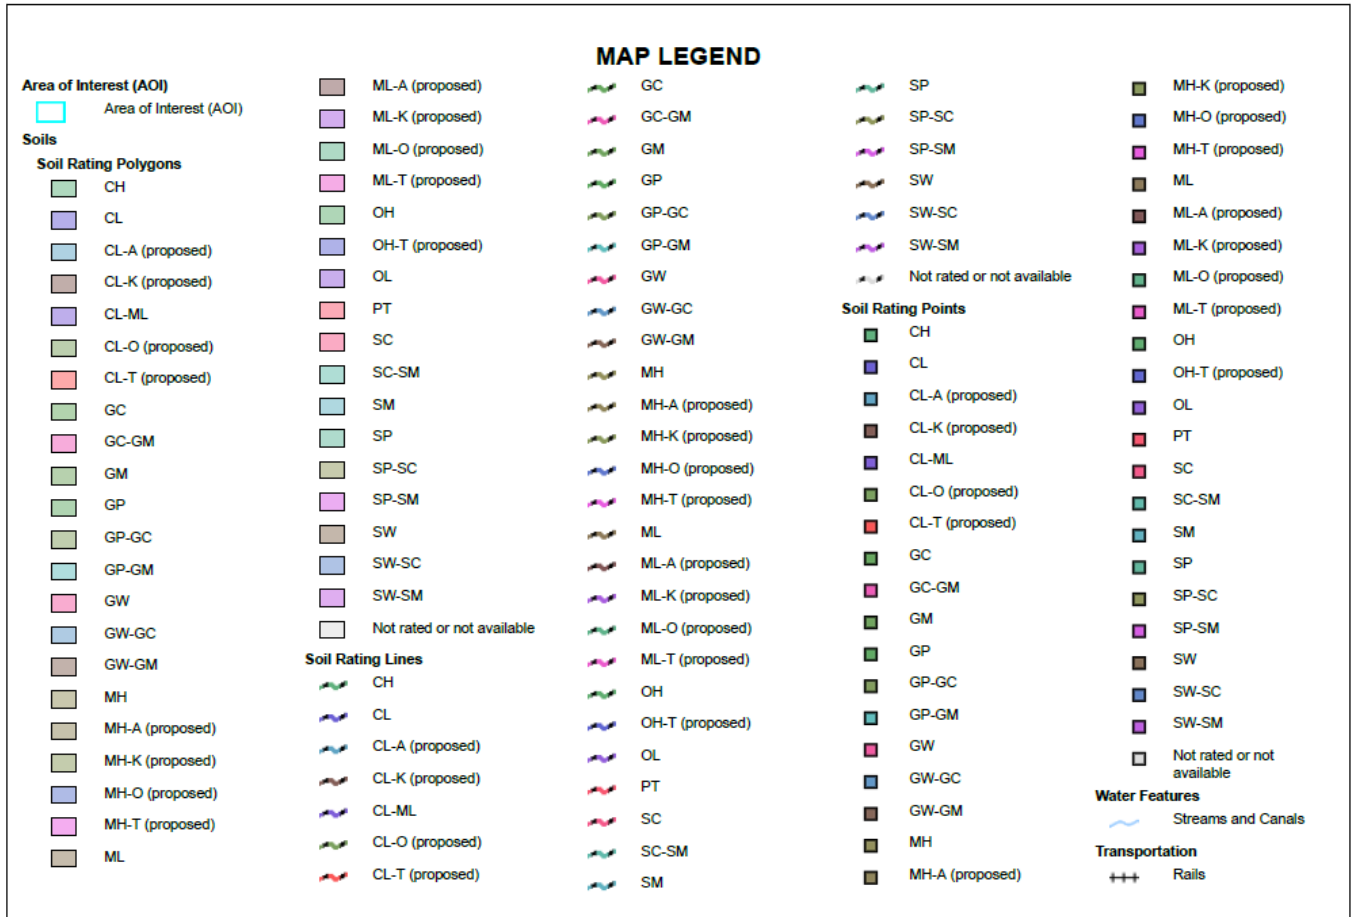 MAP LEGEND
Area of Interest (AOI)
Area of Interest (AOI)
Soils
Soil Rating Polygons
CH
CL
CL-A (proposed)
CL-K (proposed)
CL-ML
CL-O (proposed)
CL-T (proposed)
GC
GC-GM
GM
GP
GP-GC
GP-GM
GW
GW-GC
GW-GM
MH
MH-A (proposed)
MH-K (proposed)
MH-O (proposed)
MH-T (proposed)
ML
ML-A (proposed)
ML-K (proposed)
ML-O (proposed)
ML-T (proposed)
OH
OH-T (proposed)
OL
PT
SC
SC-SM
SM
SP
SP-SC
SP-SM
SW
SW-SC
SW-SM
Not rated or not available
Soil Rating Lines
CH
CL
CL-A (proposed)
CL-K (proposed)
CL-ML
CL-O (proposed)
CL-T (proposed)
GC
GC-GM
GM
GP
GP-GC
GP-GM
GW
GW-GC
GW-GM
MH
MH-A (proposed)
MH-K (proposed)
MH-O (proposed)
MH-T (proposed)
ML
ML-A (proposed)
ML-K (proposed)
ML-O (proposed)
ML-T (proposed)
OH
OH-T (proposed)
OL
PT
SC
SC-SM
SM
SP
SP-SC
SP-SM
SW
SW-SC
SW-SM
Not rated or not available
Soil Rating Points
CH
CL
CL-A (proposed)
CL-K (proposed)
CL-ML
CL-O (proposed)
CL-T (proposed)
GC
GC-GM
GM
GP
GP-GC
GP-GM
GW
GW-GC
GW-GM
MH
MH-A (proposed)
MH-K (proposed)
MH-O (proposed)
MH-T (proposed)
ML
ML-A (proposed)
ML-K (proposed)
ML-O (proposed)
ML-T (proposed)
OH
OH-T (proposed)
OL
PT
SC
SC-SM
SM
SP
SP-SC
SP-SM
SW
SW-SC
SW-SM
Not rated or not
available
Water Features
Streams and Canals
Transportation
Rails